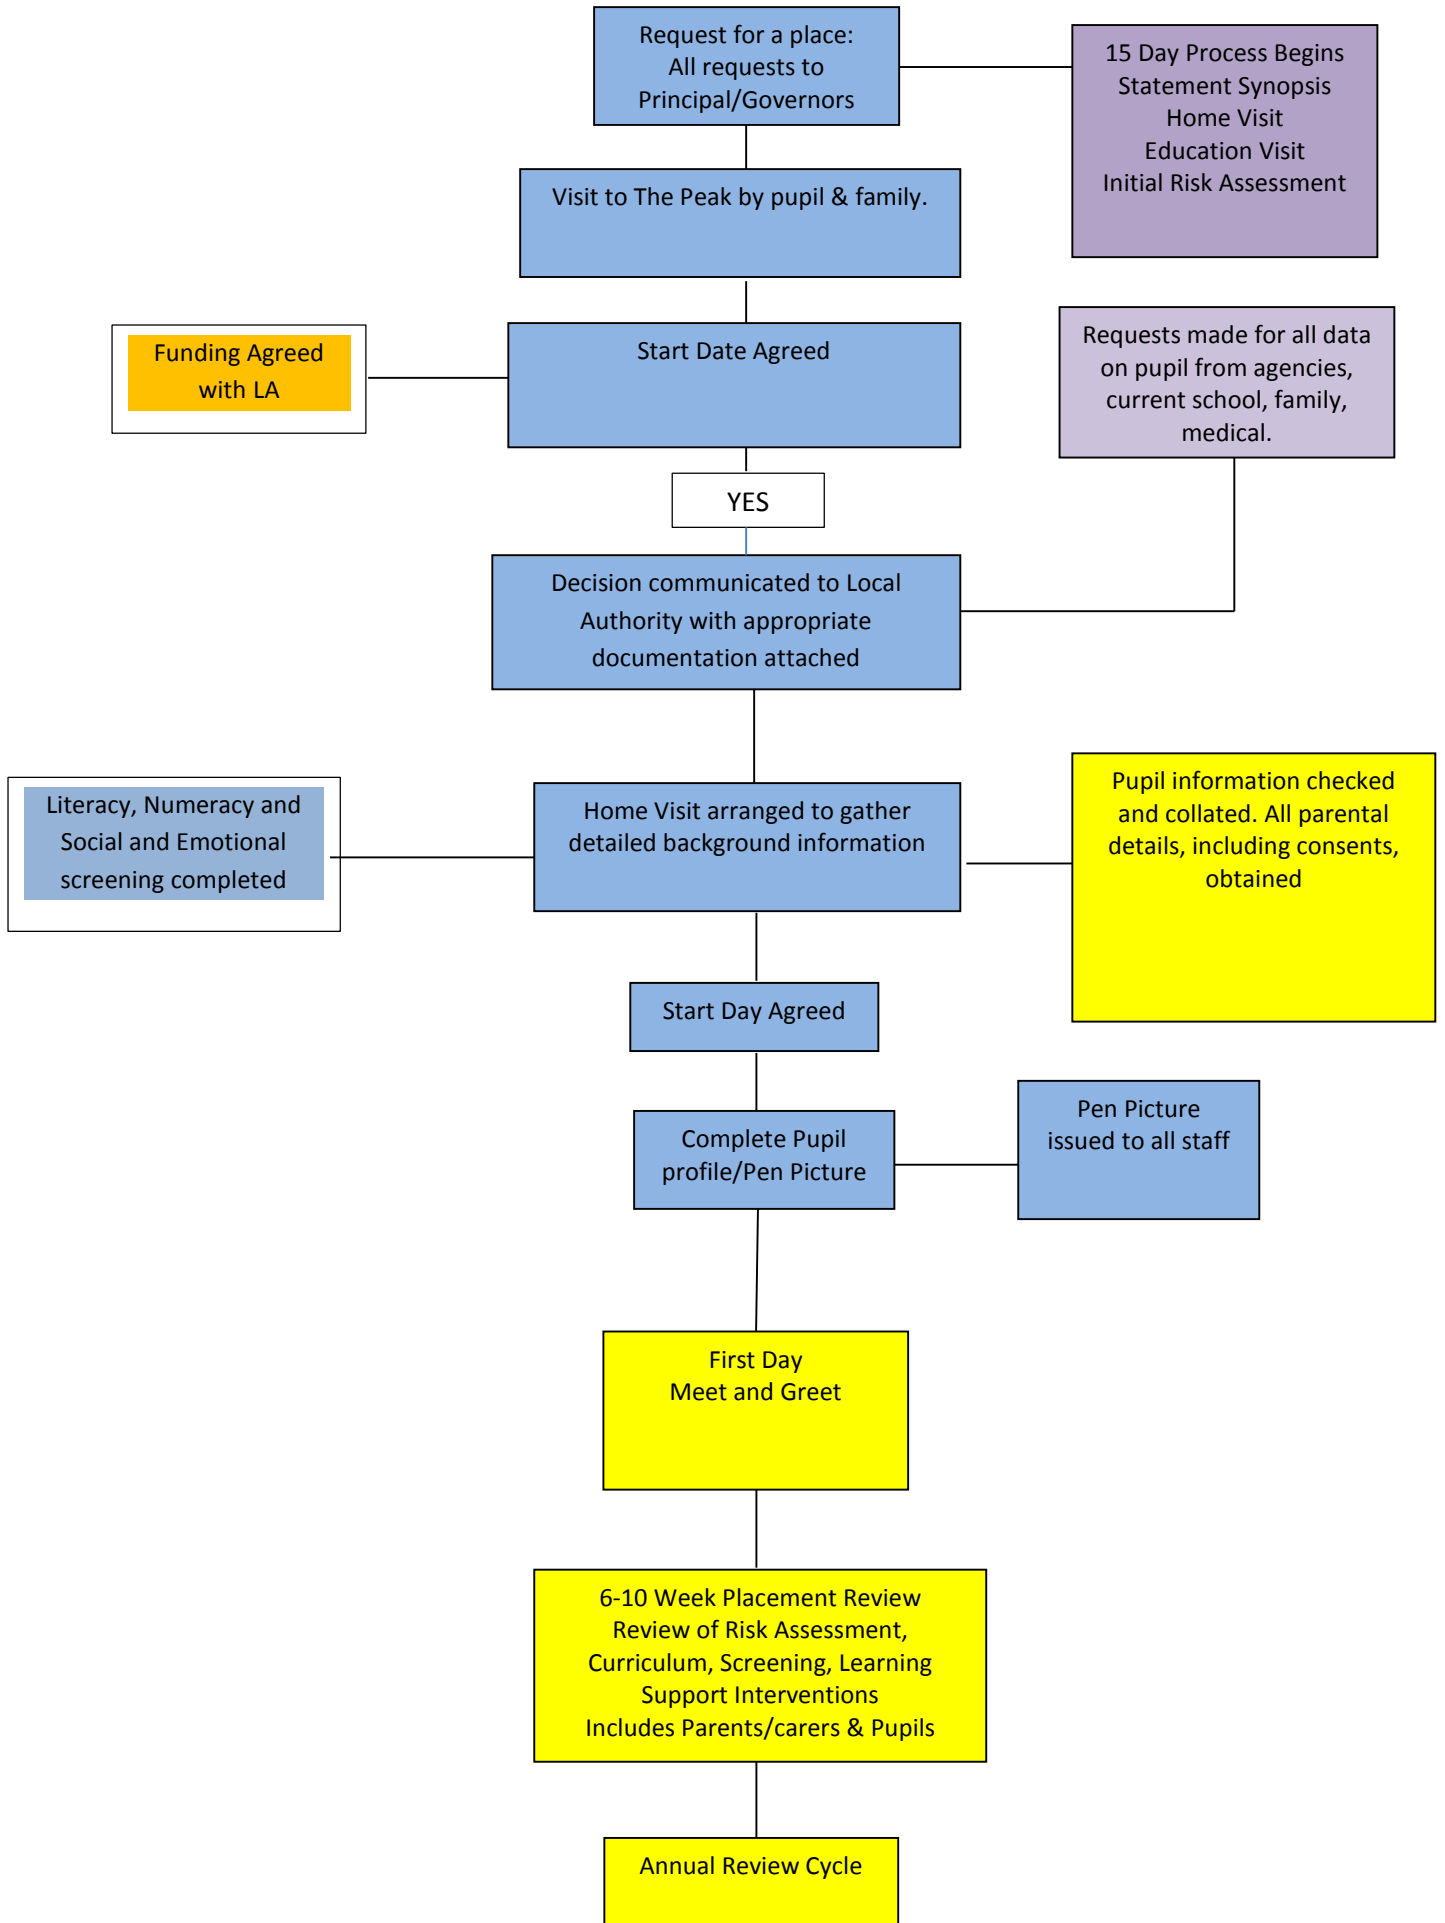 Request for a place:
All requests to
Principal/Governors
15 Day Process Begins
Statement Synopsis
Home Visit
Education Visit
Initial Risk Assessment
Visit to The Peak by pupil & family.
Funding Agreed
with LA
Start Date Agreed
Requests made for all data
on pupil from agencies,
current school, family,
medical.
YES
Decision communicated to Local
Authority with appropriate
documentation attached
Literacy, Numeracy and
Social and Emotional
screening completed
Home Visit arranged to gather
detailed background information
Pupil information checked
and collated. All parental
details, including consents,
obtained
Start Day Agreed
Complete Pupil
profile/Pen Picture
Pen Picture
issued to all staff
First Day
Meet and Greet
6-10 Week Placement Review
Review of Risk Assessment,
Curriculum, Screening, Learning
Support Interventions
Includes Parents/carers & Pupils
Annual Review Cycle